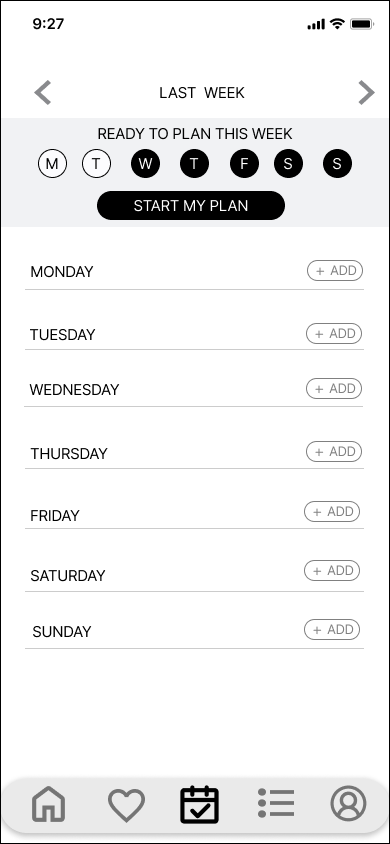 9:27
LAST WEEK
READY TO PLAN THIS WEEK
M T W T F S S
START MY PLAN
MONDAY + ADD
TUESDAY + ADD
WEDNESDAY + ADD
THURSDAY + ADD
FRIDAY + ADD
SATURDAY + ADD
SUNDAY + ADD